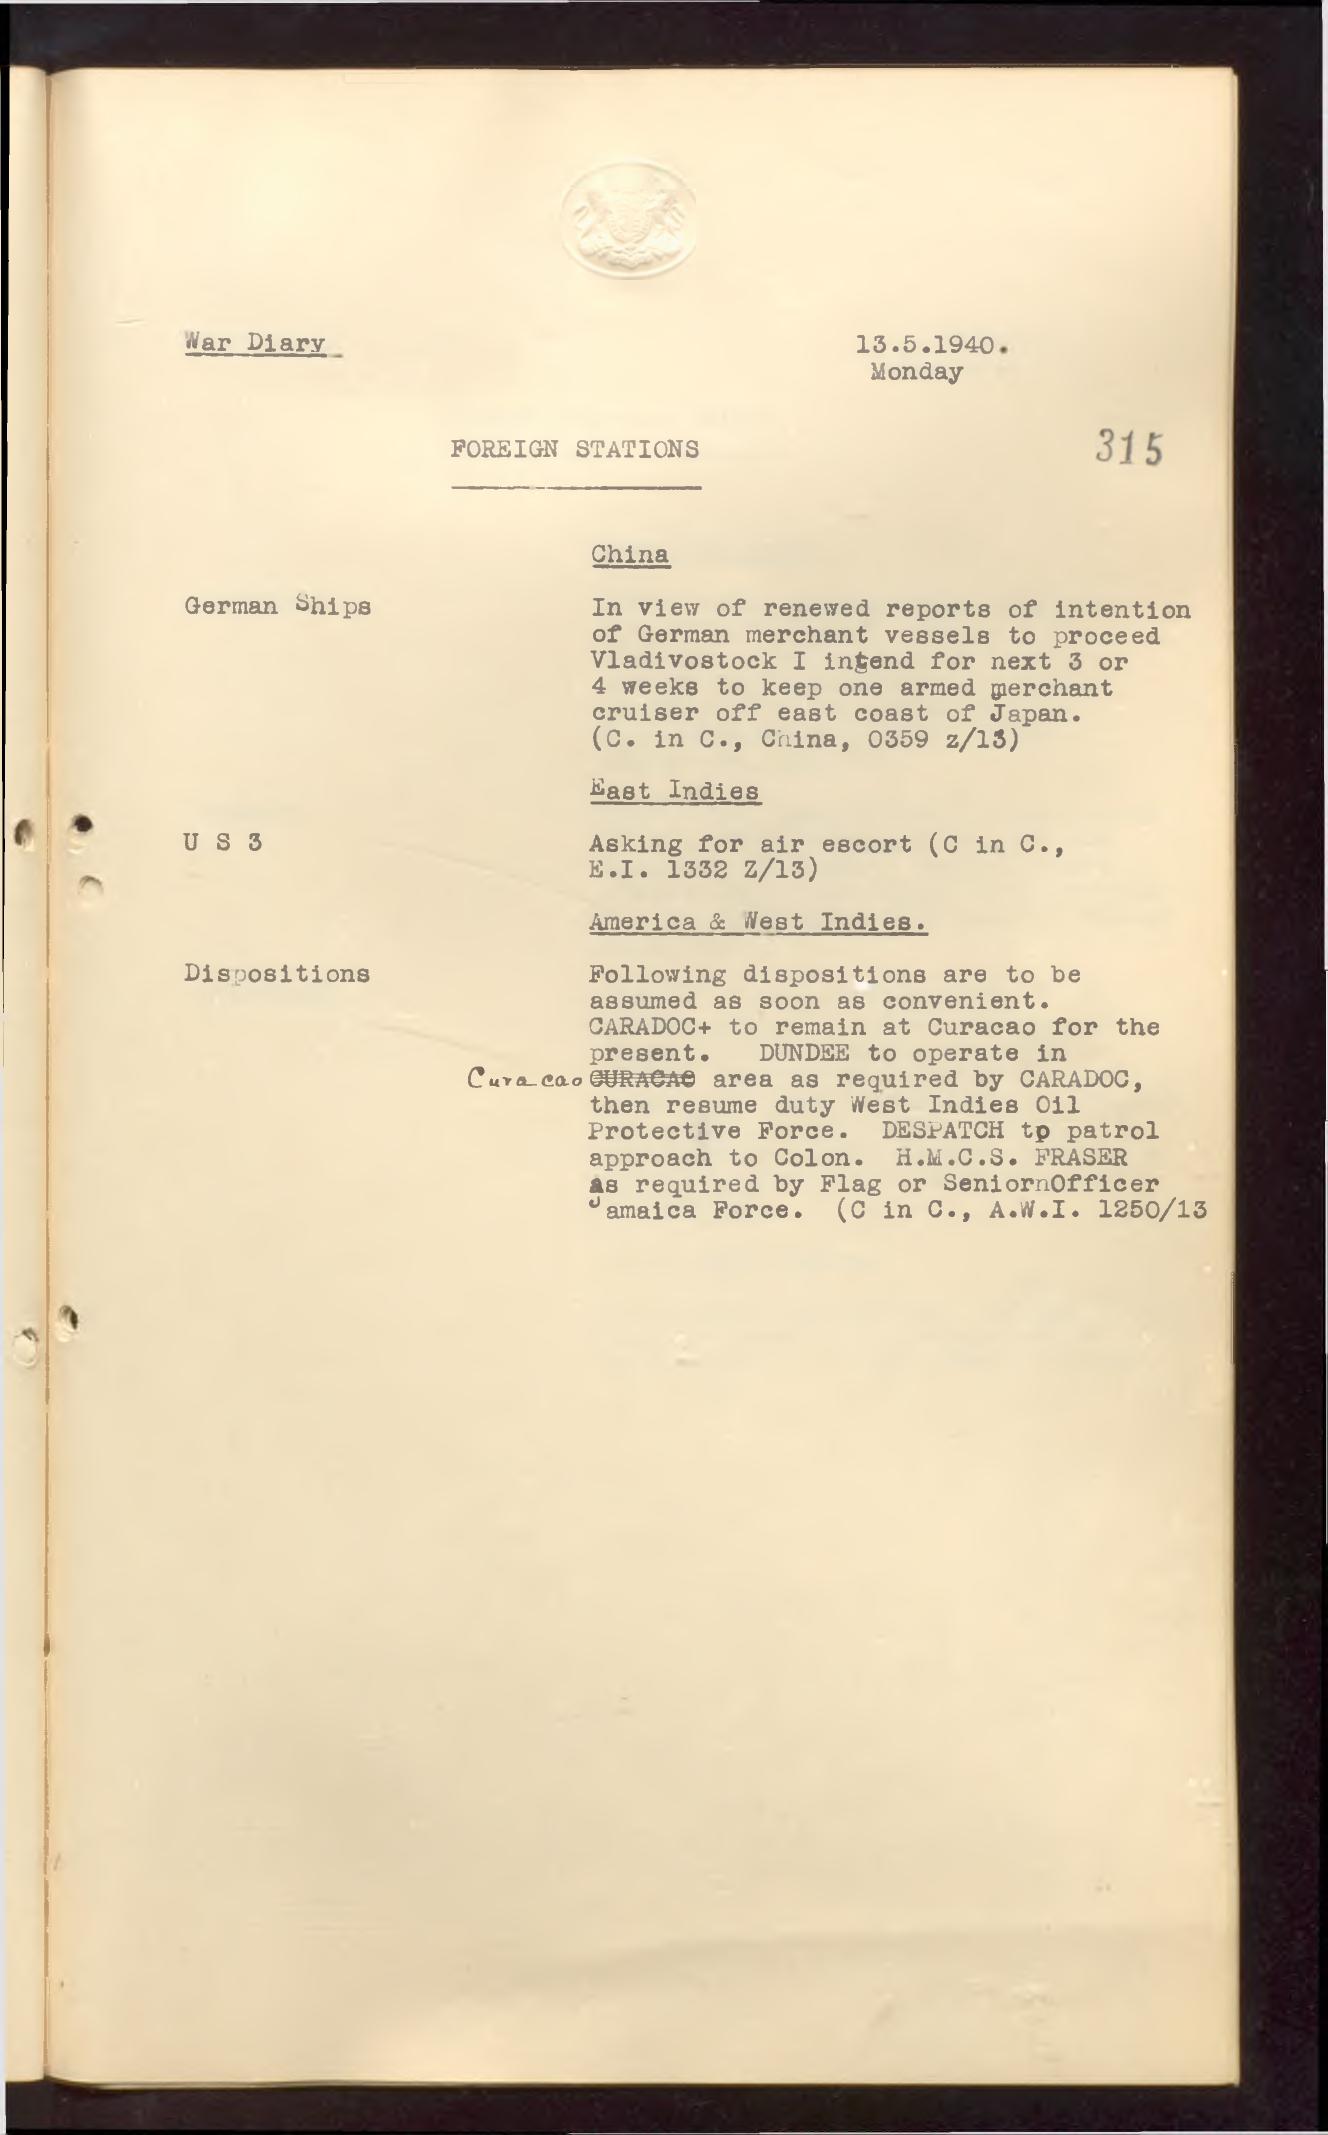 War Diary
13.5.1940.
Monday
FOREIGN STATIONS
315
China
German Ships
In view of renewed reports of intention
of German merchant vessels to proceed
Vladivostock I intend for next 3 or
4 weeks to keep one armed merchant
cruiser off east coast of Japan.
(C. in C., China, 0359 z/13)
East Indies
U S 3
Asking for air escort (C in C.,
E.I. 1332 Z/13)
America & West Indies.
Dispositions
Following dispositions are to be
assumed as soon as convenient.
CARADOC+ to remain at Curacao for the
present. DUNDEE to operate in
Curacao CURACAO area as required by CARADOC,
then resume duty West Indies Oil
Protective Force. DESPATCH to patrol
approach to Colon. H.M.C.S. FRASER
as required by Flag or SeniornOfficer
Jamaica Force. (C in C., A.W.I. 1250/13